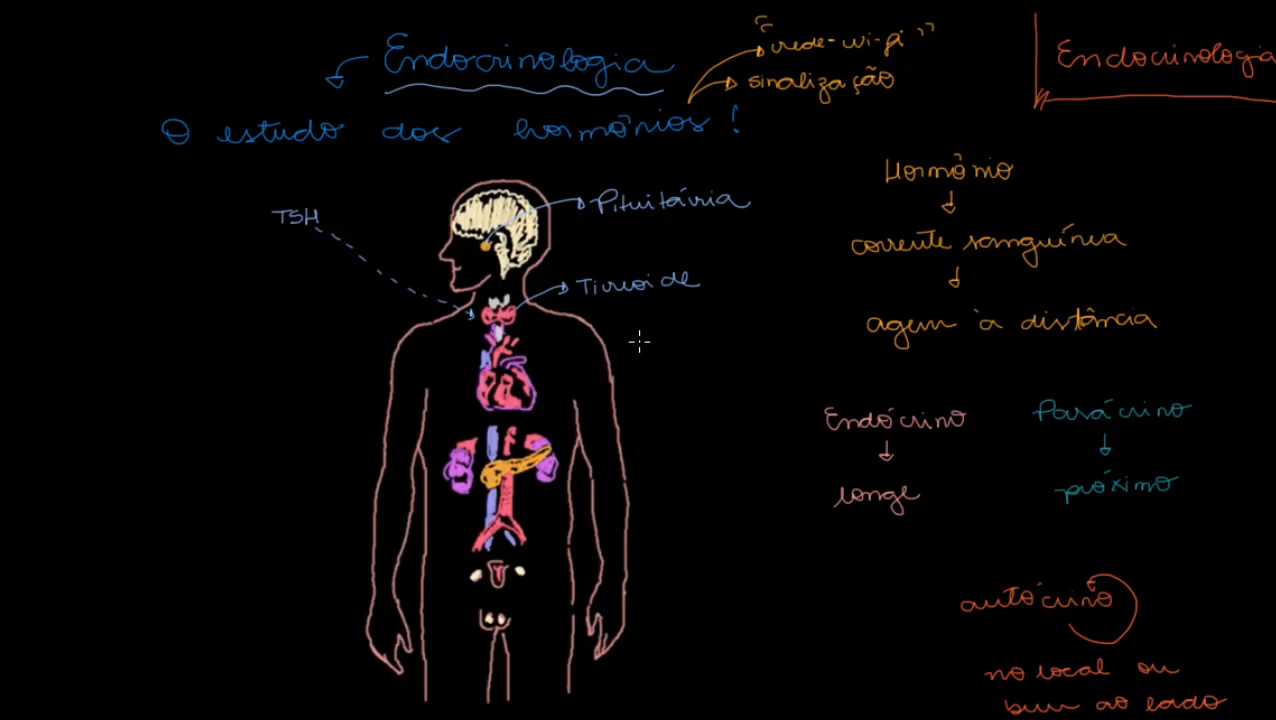 Endocrinologia
"rede-wi-fi"
sinalização
O estudo dos hormônios!
Endocinologia
Hormônio
corrente sanguínea
agem à distância
TSH
Pituitária
Tireoide
Endócrino
longe
Parácrino
próximo
autócrino
no local ou
bem ao lado